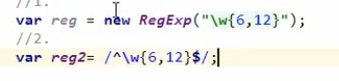 //1.
var reg = new RegExp("\w{6,12}");
//2.
var reg2= /^\w{6,12}$/;